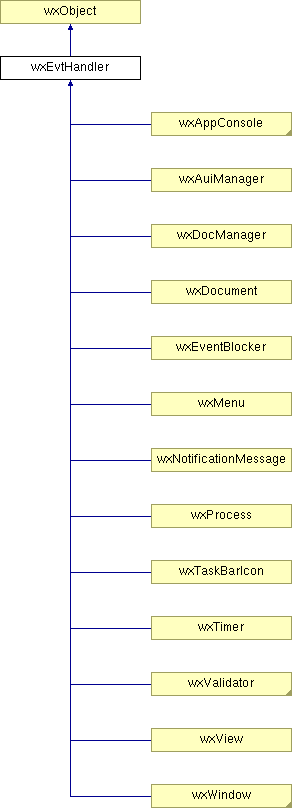 wxObject
wxEvtHandler
wxAppConsole
wxAuiManager
wxDocManager
wxDocument
wxEventBlocker
wxMenu
wxNotificationMessage
wxProcess
wxTaskBarIcon
wxTimer
wxValidator
wxView
wxWindow